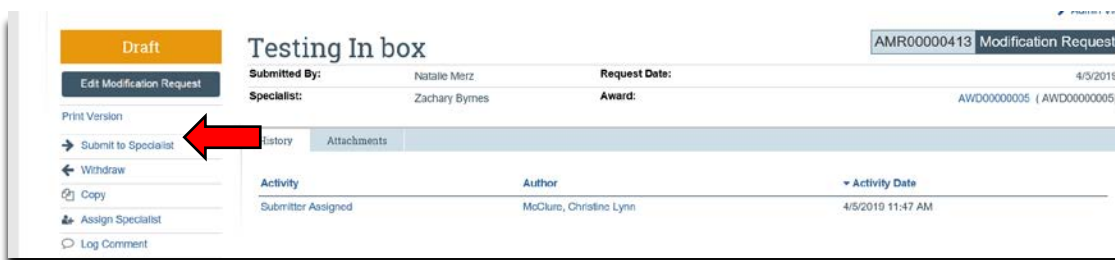 Draft
Testing In box
AMR00000413 Modification Request
Edit Modification Request
Submitted By: Natalie Merz Request Date: 4/5/2019
Specialist: Zachary Byrnes Award: AWD00000005 ( AWD00000005
Print Version
Submit to Specialist
History Attachments
Withdraw
Copy
Activity Author Activity Date
Submitter Assigned McClure, Christine Lynn 4/5/2019 11:47 AM
Assign Specialist
Log Comment